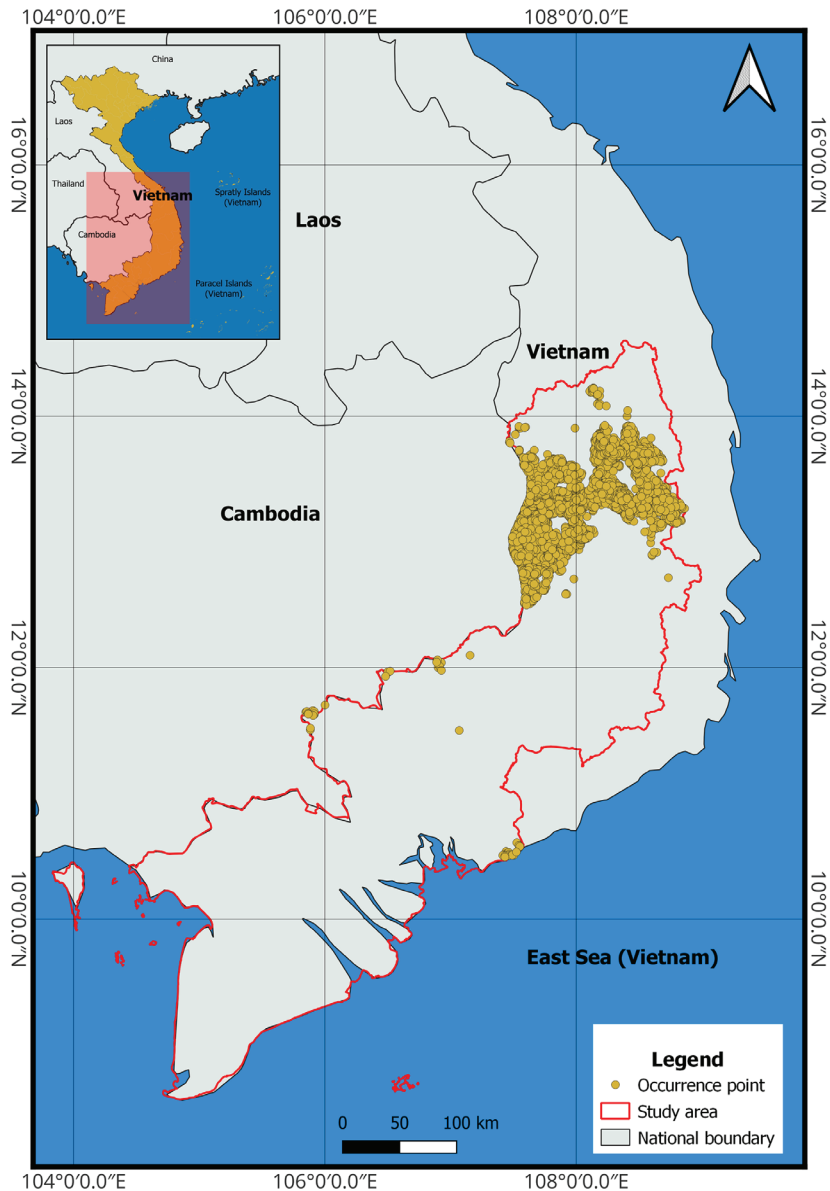 104°0′0.0″E
106°0′0.0″E
108°0′0.0″E
16°0′0.0″N
16°0′0.0″N
China
Laos
Thailand
Vietnam
Spratly Islands
(Vietnam)
Cambodia
Paracel Islands
(Vietnam)
Laos
Vietnam
14°0′0.0″N
14°0′0.0″N
Cambodia
12°0′0.0″N
12°0′0.0″N
10°0′0.0″N
10°0′0.0″N
East Sea (Vietnam)
Legend
Occurrence point
Study area
National boundary
0 50 100 km
104°0′0.0″E
106°0′0.0″E
108°0′0.0″E